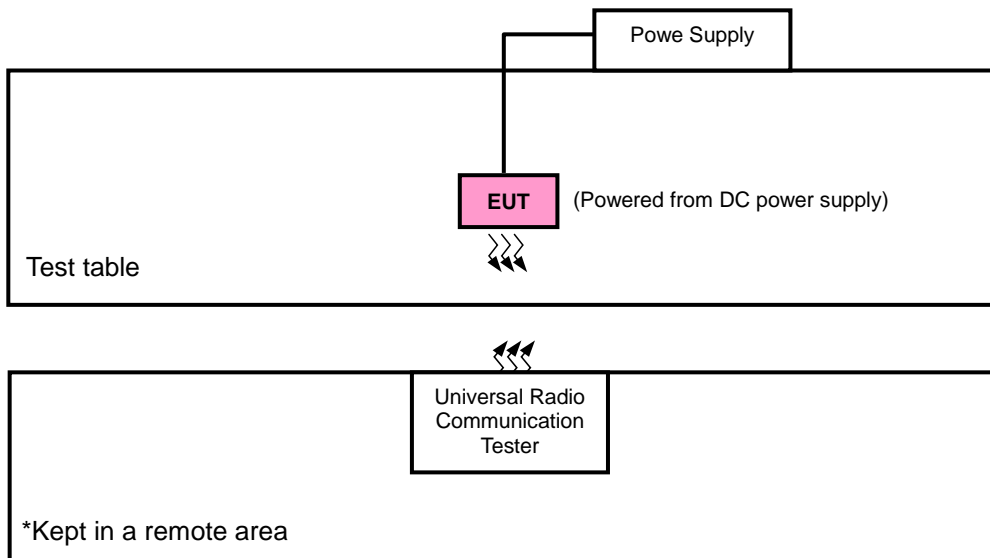 Powe Supply
EUT
(Powered from DC power supply)
Test table
Universal Radio
Communication
Tester
*Kept in a remote area